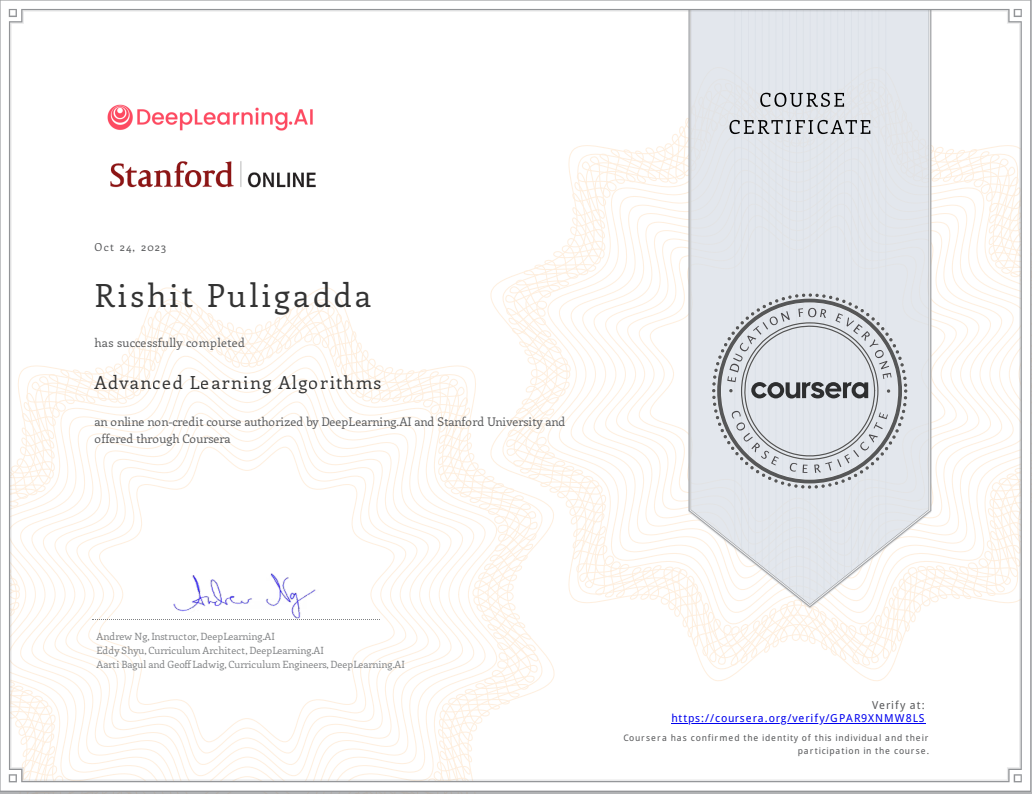 DeepLearning.AI
Stanford | ONLINE
Oct 24, 2023
Rishit Puligadda
has successfully completed
Advanced Learning Algorithms
an online non-credit course authorized by DeepLearning.AI and Stanford University and
offered through Coursera
Andrew Ng
Andrew Ng, Instructor, DeepLearning.AI
Eddy Shyu, Curriculum Architect, DeepLearning.AI
Aarti Bagul and Geoff Ladwig, Curriculum Engineers, DeepLearning.AI
COURSE
CERTIFICATE
EDUCATION FOR EVERYONE
coursera
COURSE CERTIFICATE
Verify at:
https://coursera.org/verify/GPAR9XNMW8LS
Coursera has confirmed the identity of this individual and their
participation in the course.